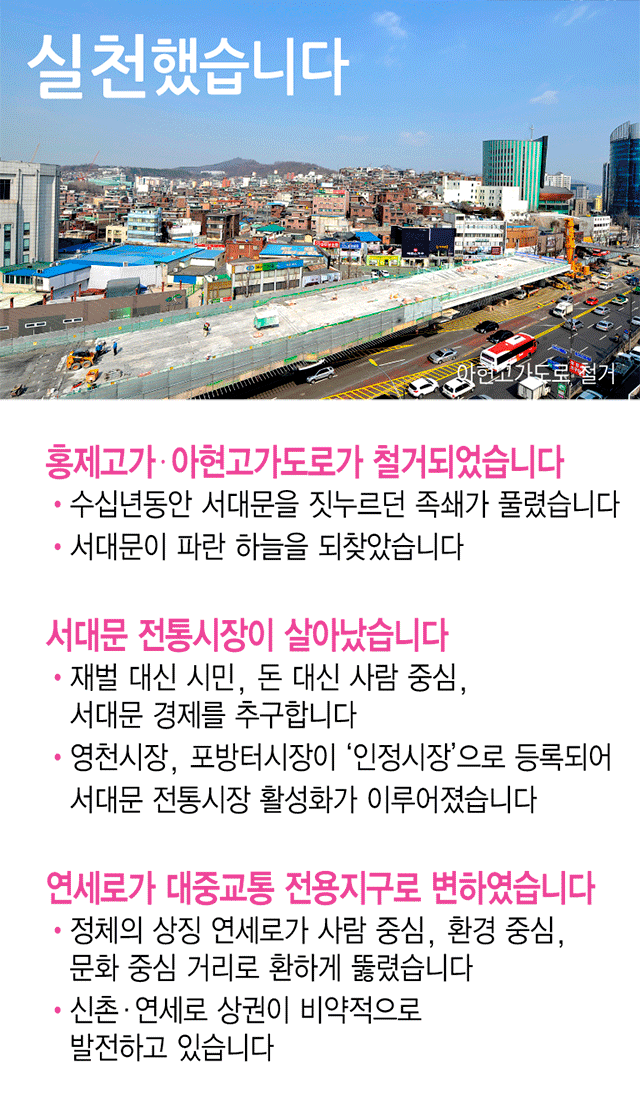 실천했습니다
아현고가도로 철거
홍제고가·아현고가도로가 철거되었습니다
• 수십년동안 서대문을 짓누르던 족쇄가 풀렸습니다
• 서대문이 파란 하늘을 되찾았습니다
서대문 전통시장이 살아났습니다
• 재벌 대신 시민, 돈 대신 사람 중심,
서대문 경제를 추구합니다
• 영천시장, 포방터시장이 ‘인정시장’으로 등록되어
서대문 전통시장 활성화가 이루어졌습니다
연세로가 대중교통 전용지구로 변하였습니다
• 정체의 상징 연세로가 사람 중심, 환경 중심,
문화 중심 거리로 환하게 뚫렸습니다
• 신촌·연세로 상권이 비약적으로
발전하고 있습니다